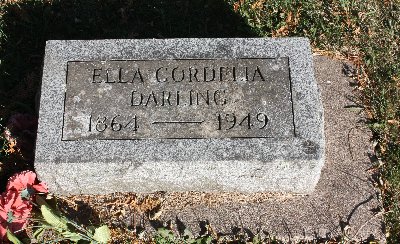 ELLA CORDELIA
DARLING
1864 — 1949